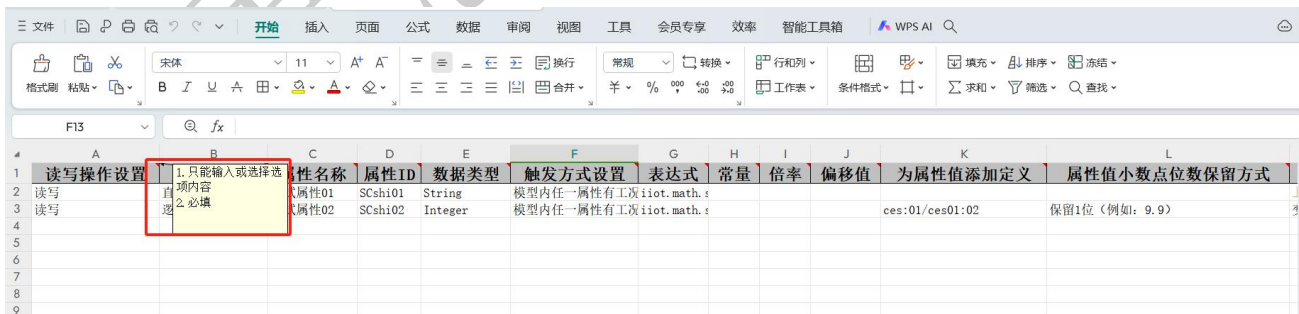 三 文件 开始 插入 页面 公式 数据 审阅 视图 工具 会员专享 效率 智能工具箱 WPS AI
格式刷 粘贴 宋体 11 A+ A- 换行 常规 转换 行和列 填充 排序 冻结
B I U A 合并 ¥ % 工作表 条件格式 求和 筛选 查找
F13 fx
A B C D E F G H I J K L
1 读写操作设置 属性名称 属性ID 数据类型 触发方式设置 表达式 常量 倍率 偏移值 为属性值添加定义 属性值小数点位数保留方式
1. 只能输入或选择选
项内容
2. 必填
2 读写 属性01 SCshi01 String 模型内任一属性有工况 iiot.math.s
3 读写 属性02 SCshi02 Integer 模型内任一属性有工况 iiot.math.s ces:01/ces01:02 保留1位（例如：9.9）
4
5
6
7
8
9